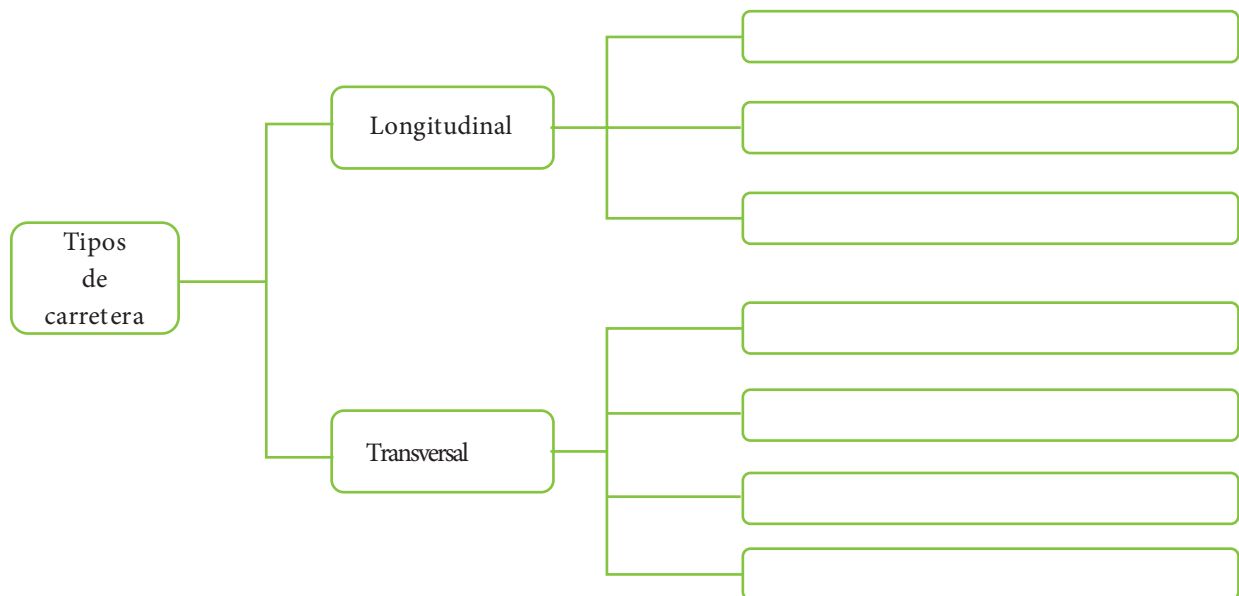 Longitudinal
Tipos
de
carretera
Transversal